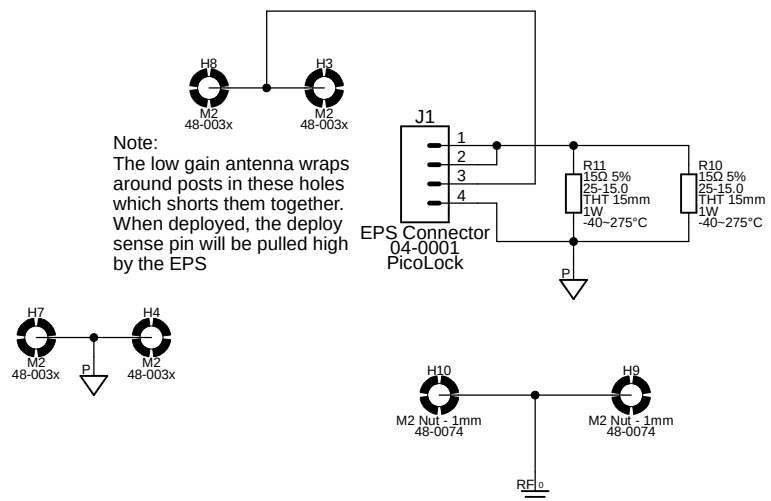 H8
M2
48-003x
H3
M2
48-003x
Note:
The low gain antenna wraps
around posts in these holes
which shorts them together.
When deployed, the deploy
sense pin will be pulled high
by the EPS
J1
1
2
3
4
EPS Connector
04-0001
PicoLock
R11
15Ω 5%
25-15.0
THT 15mm
1W
-40~275°C
R10
15Ω 5%
25-15.0
THT 15mm
1W
-40~275°C
P
H7
M2
48-003x
H4
M2
48-003x
P
H10
M2 Nut - 1mm
48-0074
H9
M2 Nut - 1mm
48-0074
RF 0